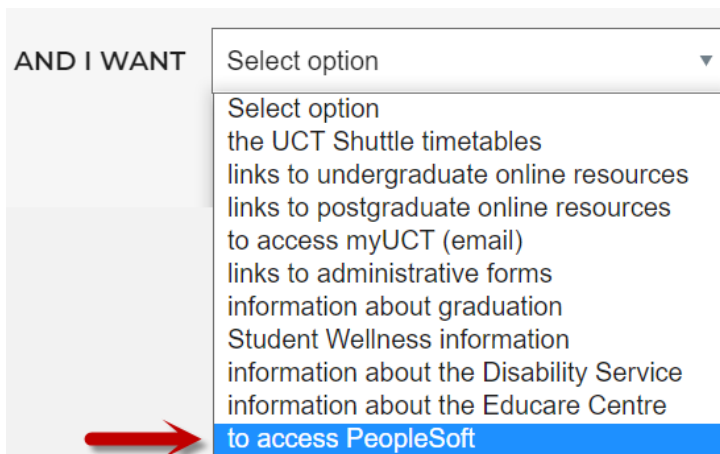 AND I WANT Select option
Select option
the UCT Shuttle timetables
links to undergraduate online resources
links to postgraduate online resources
to access myUCT (email)
links to administrative forms
information about graduation
Student Wellness information
information about the Disability Service
information about the Educare Centre
to access PeopleSoft